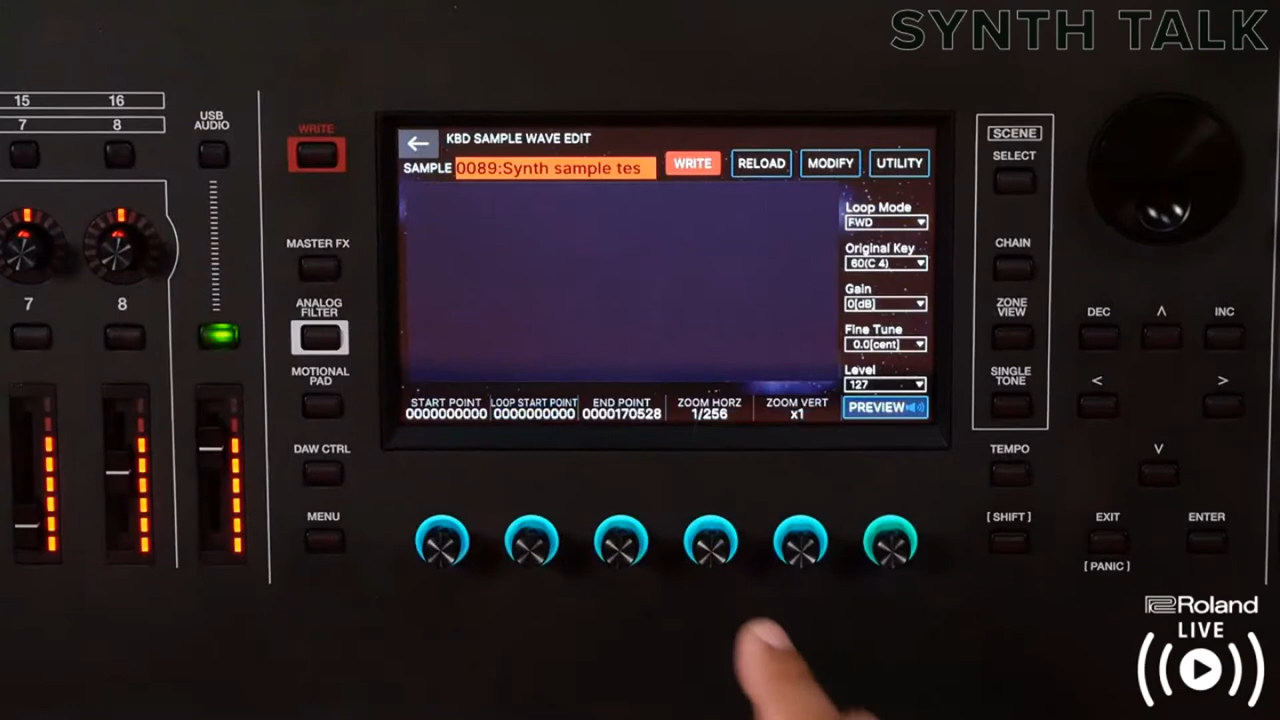 SYNTH TALK
15 16
7 8
USB
AUDIO
WRITE
MASTER FX
ANALOG
FILTER
MOTIONAL
PAD
DAW CTRL
MENU
7 8
KBD SAMPLE WAVE EDIT
SAMPLE 0089:Synth sample tes WRITE RELOAD MODIFY UTILITY
Loop Mode
FWD
Original Key
60(C 4)
Gain
0[dB]
Fine Tune
0.0[cent]
Level
127
START POINT LOOP START POINT END POINT ZOOM HORZ ZOOM VERT
0000000000 0000000000 0000170528 1/256 x1
PREVIEW
SCENE
SELECT
CHAIN
ZONE
VIEW
SINGLE
TONE
TEMPO
[ SHIFT ]
DEC ∧ INC
< >
∨
EXIT ENTER
[ PANIC ]
Roland
LIVE